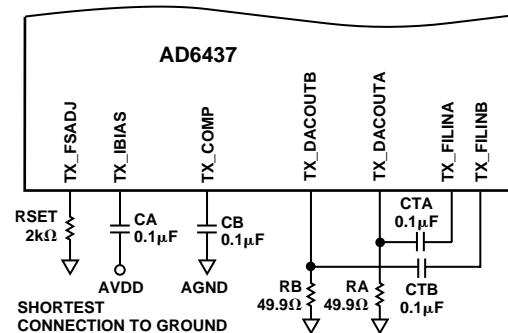 AD6437
TX_FSADJ
TX_IBIAS
TX_COMP
TX_DACOUTB
TX_DACOUTA
TX_FILINA
TX_FILINB
RSET
2kΩ
CA
0.1µF
CB
0.1µF
CTA
0.1µF
AVDD
AGND
RB
49.9Ω
RA
49.9Ω
CTB
0.1µF
SHORTEST
CONNECTION TO GROUND